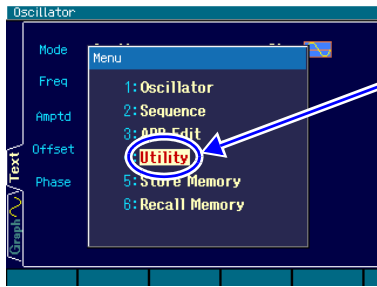 Oscillator
Mode
Menu
Freq
1: Oscillator
Amptd
2: Sequence
3: ARB Edit
Offset
Utility
Phase
5: Store Memory
6: Recall Memory
Text
Graph